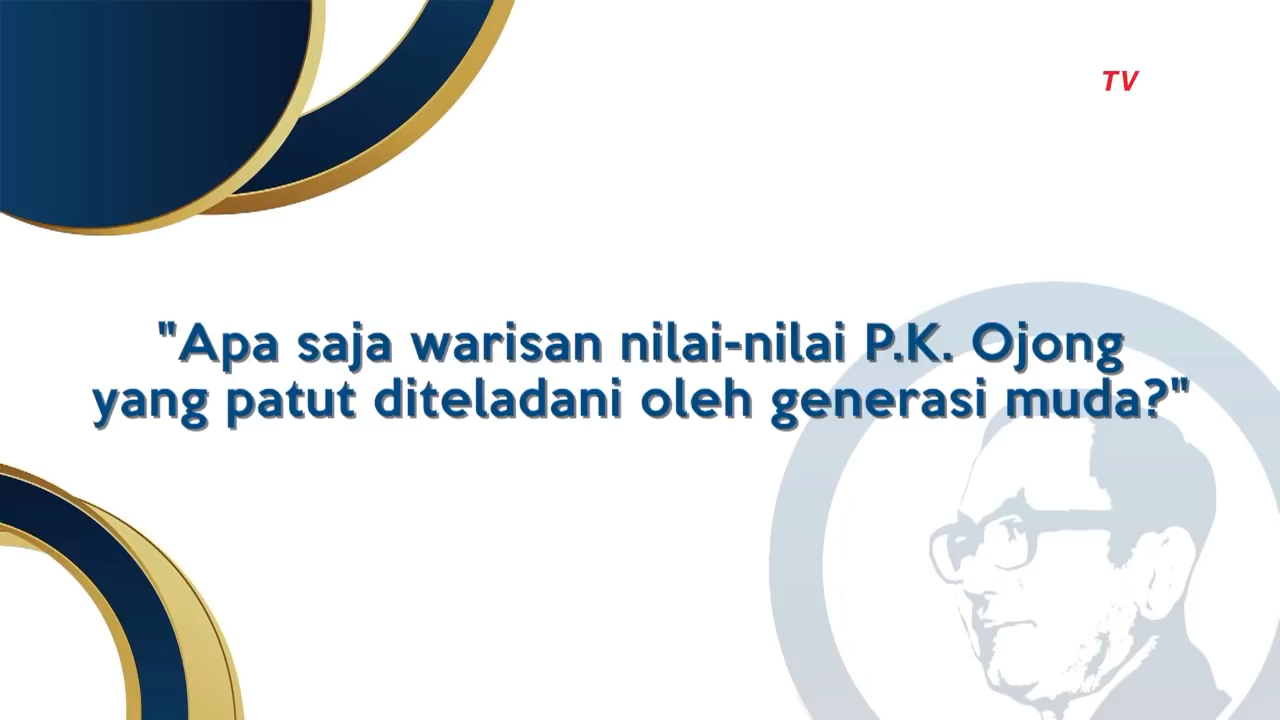 TV
"Apa saja warisan nilai-nilai P.K. Ojong
yang patut diteladani oleh generasi muda?"